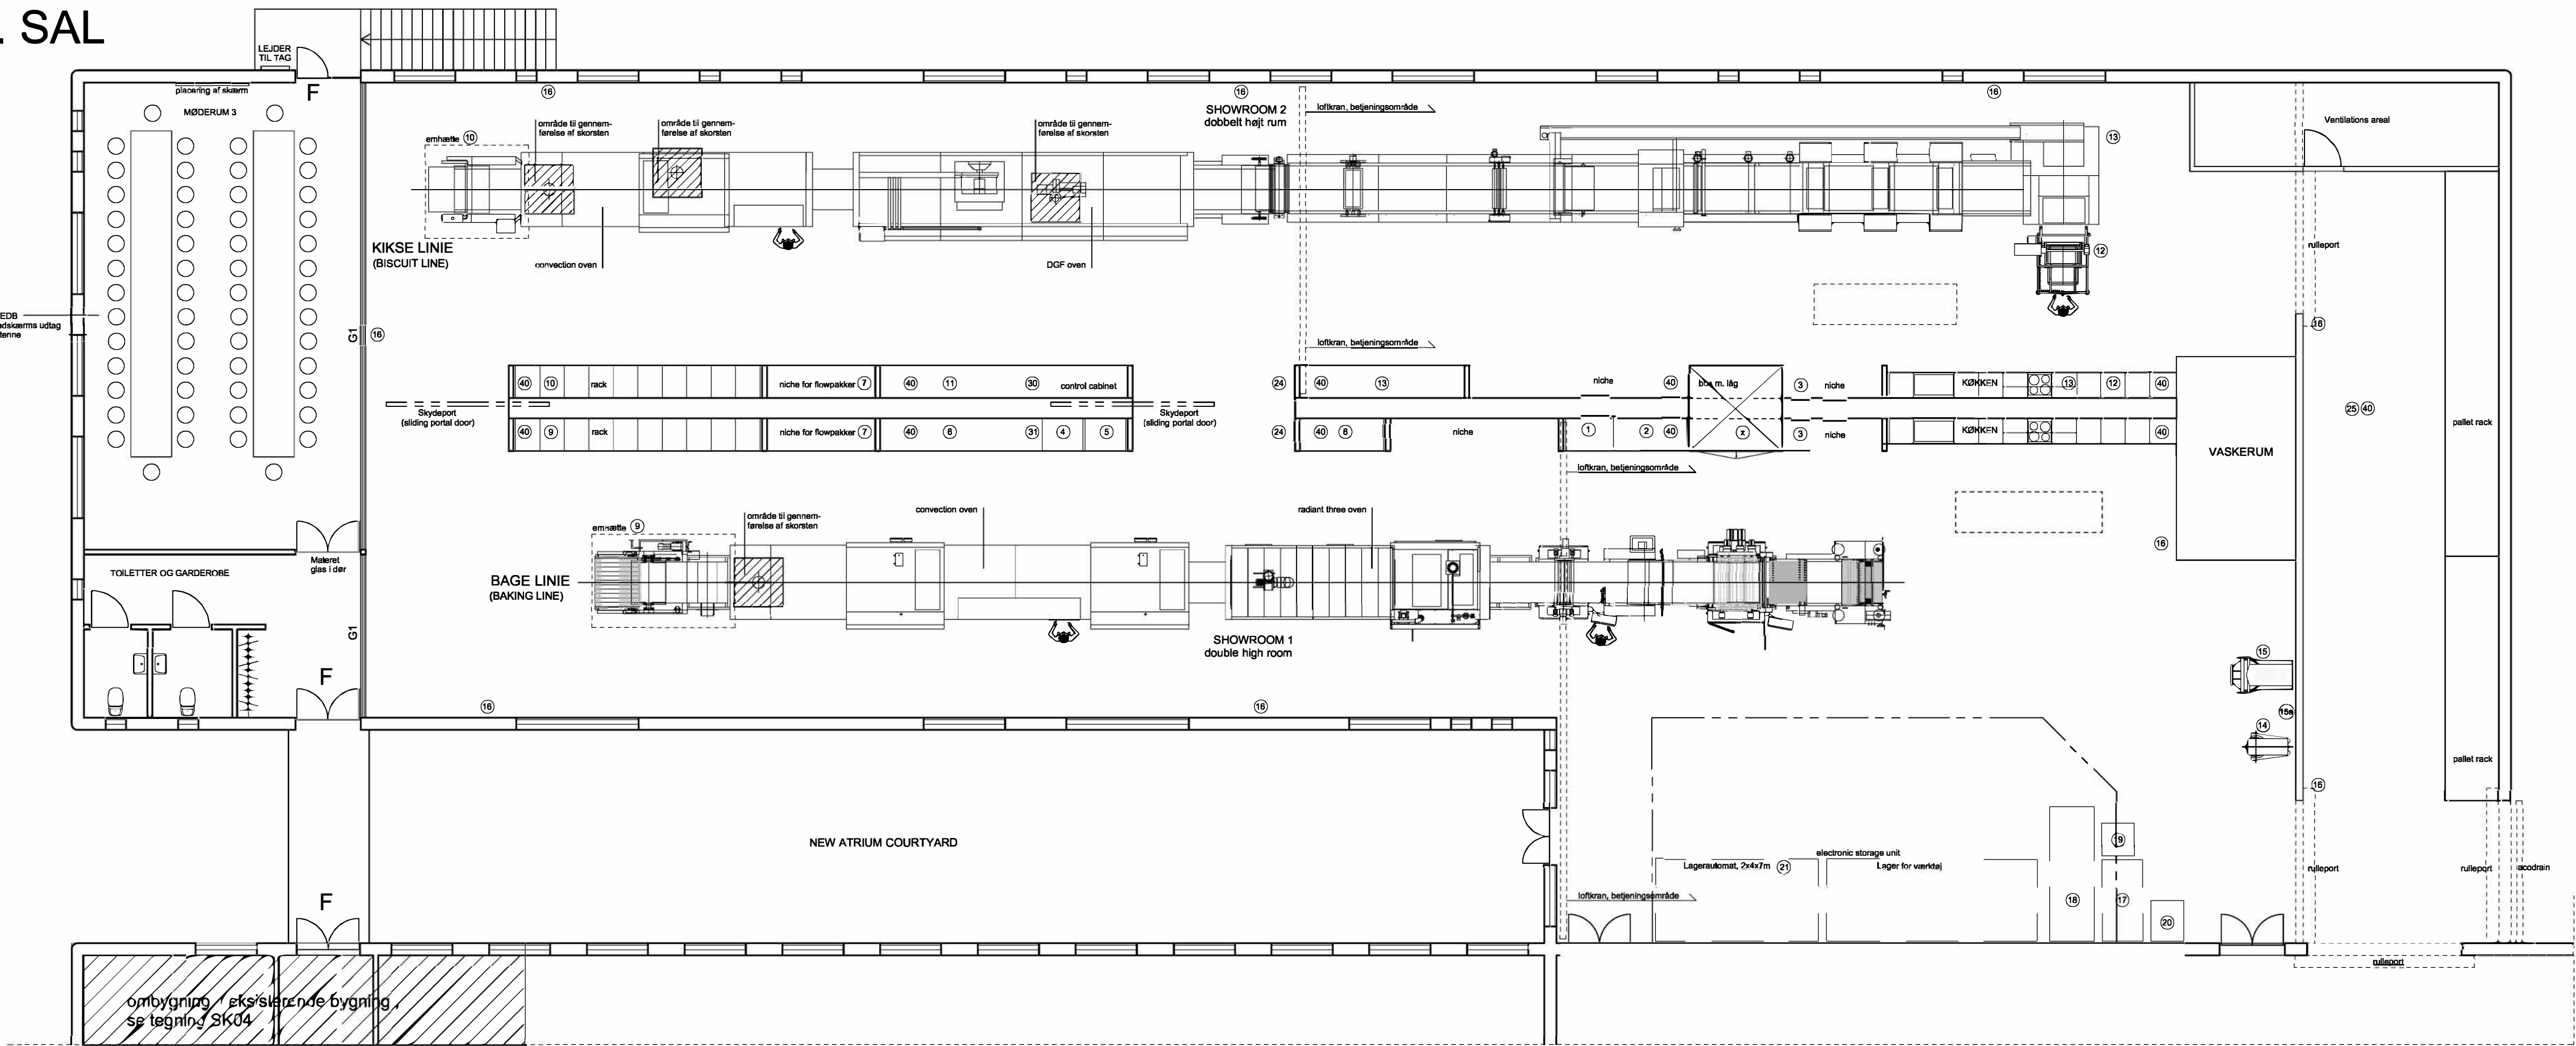 . SAL
LEJDER
TIL TAG
F
placering af skærm
MØDERUM 3
16
16
16
SHOWROOM 2
dobbelt højt rum
loftkran, betjeningsområde
Ventilations areal
emhætte 10
område til gennem-
førelse af skorsten
område til gennem-
førelse af skorsten
område til gennem-
førelse af skorsten
13
KIKSE LINIE
(BISCUIT LINE)
convection oven
DGF oven
12
rulleport
EDB
adskærms udtag
tenne
G1
16
16
loftkran, betjeningsområde
40
10
rack
niche for flowpakker 7
40
11
30
control cabinet
24
40
13
niche
40
box m. låg
3
niche
KØKKEN
13
12
40
Skydeport
(sliding portal door)
Skydeport
(sliding portal door)
25 40
pallet rack
40
9
rack
niche for flowpakker 7
40
6
31
4
5
24
40
6
niche
1
2
40
x
3
niche
KØKKEN
40
VASKERUM
loftkran, betjeningsområde
emhætte 9
område til gennem-
førelse af skorsten
convection oven
radiant three oven
16
Materet
glas i dør
TOILETTER OG GARDEROBE
BAGE LINIE
(BAKING LINE)
G1
SHOWROOM 1
double high room
15
F
16
16
15a
14
pallet rack
16
NEW ATRIUM COURTYARD
electronic storage unit
Lagerautomat, 2x4x7m 21
Lager for værktøj
19
rulleport
rulleport
acodrain
F
loftkran, betjeningsområde
18
17
20
rulleport
ombygning / eksisterende bygning,
se tegning SK04